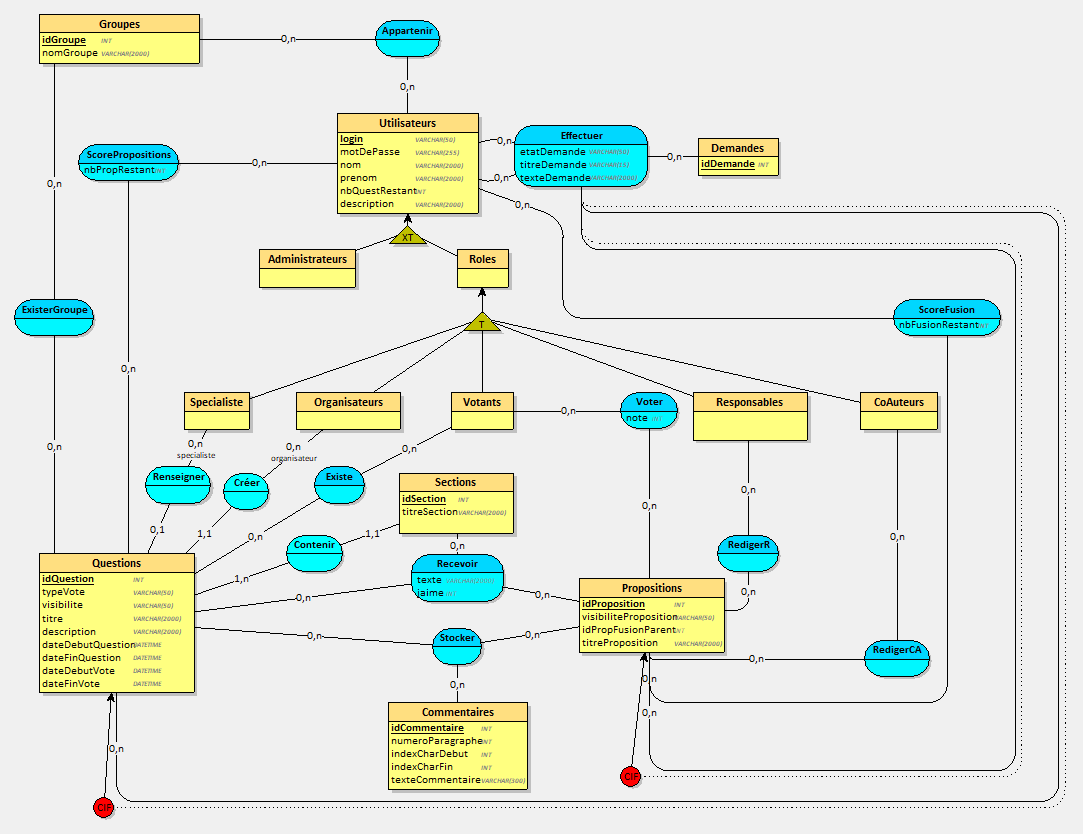 Groupes
idGroupe INT
nomGroupe VARCHAR(2000)
0,n
Appartenir
0,n
Utilisateurs
login VARCHAR(50)
motDePasse VARCHAR(255)
nom VARCHAR(2000)
prenom VARCHAR(2000)
nbQuestRestant INT
description VARCHAR(2000)
ScorePropositions
nbPropRestant INT
0,n
0,n
0,n
0,n
0,n
Effectuer
etatDemande VARCHAR(50)
titreDemande VARCHAR(15)
texteDemande VARCHAR(2000)
0,n
Demandes
idDemande INT
XT
Administrateurs
Roles
ExisterGroupe
ScoreFusion
nbFusionRestant INT
T
0,n
Specialiste
Organisateurs
Votants
0,n
Voter
note INT
Responsables
CoAuteurs
0,n
0,n
specialiste
0,n
organisateur
0,n
Renseigner
Créer
Existe
Sections
idSection INT
titreSection VARCHAR(2000)
0,n
0,n
0,1
1,1
0,n
Contenir
1,1
0,n
RedigerR
0,n
Questions
idQuestion INT
typeVote VARCHAR(50)
visibilite VARCHAR(50)
titre VARCHAR(2000)
description VARCHAR(2000)
dateDebutQuestion DATETIME
dateFinQuestion DATETIME
dateDebutVote DATETIME
dateFinVote DATETIME
1,n
0,n
0,n
Recevoir
texte VARCHAR(2000)
jaime INT
0,n
0,n
Stocker
0,n
0,n
Propositions
idProposition INT
visibiliteProposition VARCHAR(50)
idPropFusionParent INT
titreProposition VARCHAR(2000)
0,n
RedigerCA
0,n
0,n
Commentaires
idCommentaire INT
numeroParagraphe INT
indexCharDebut INT
indexCharFin INT
texteCommentaire VARCHAR(300)
0,n
0,n
CIF
CIF